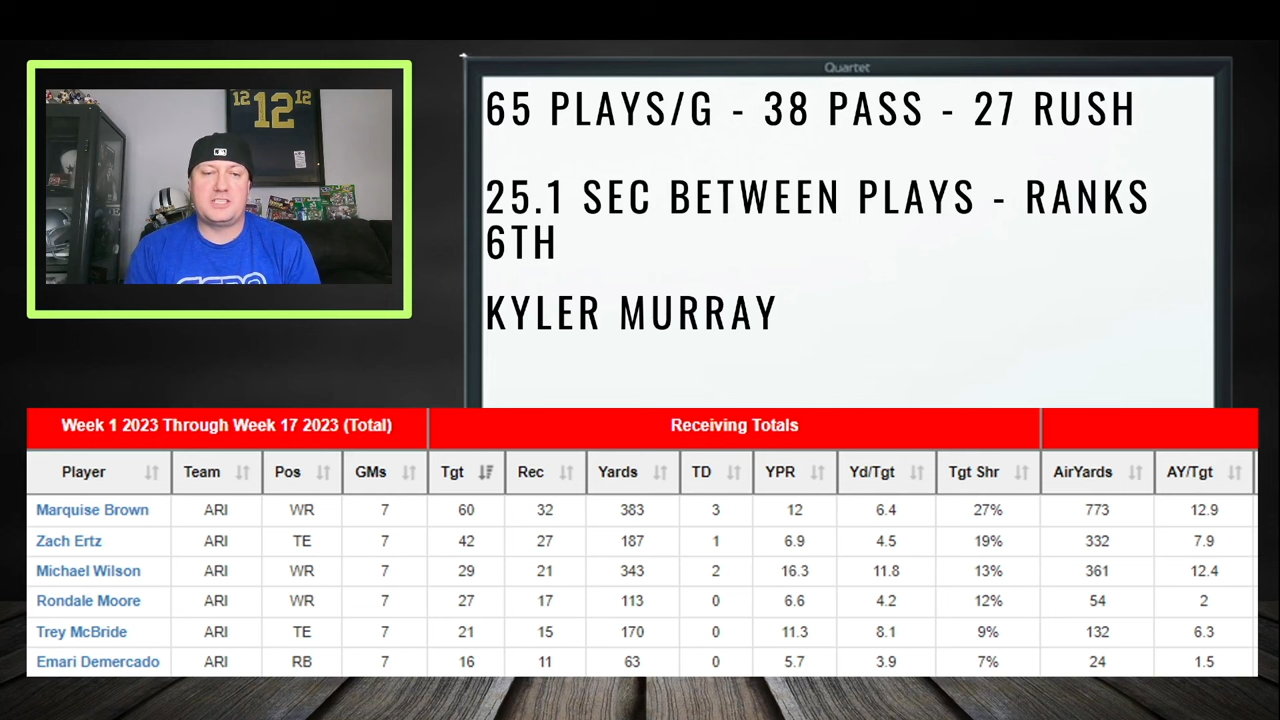 12 12 12
Quartet
65 PLAYS/G - 38 PASS - 27 RUSH
25.1 SEC BETWEEN PLAYS - RANKS
6TH
KYLER MURRAY
Week 1 2023 Through Week 17 2023 (Total) Receiving Totals
Player Team Pos GMs Tgt Rec Yards TD YPR Yd/Tgt Tgt Shr AirYards AY/Tgt
Marquise Brown ARI WR 7 60 32 383 3 12 6.4 27% 773 12.9
Zach Ertz ARI TE 7 42 27 187 1 6.9 4.5 19% 332 7.9
Michael Wilson ARI WR 7 29 21 343 2 16.3 11.8 13% 361 12.4
Rondale Moore ARI WR 7 27 17 113 0 6.6 4.2 12% 54 2
Trey McBride ARI TE 7 21 15 170 0 11.3 8.1 9% 132 6.3
Emari Demercado ARI RB 7 16 11 63 0 5.7 3.9 7% 24 1.5